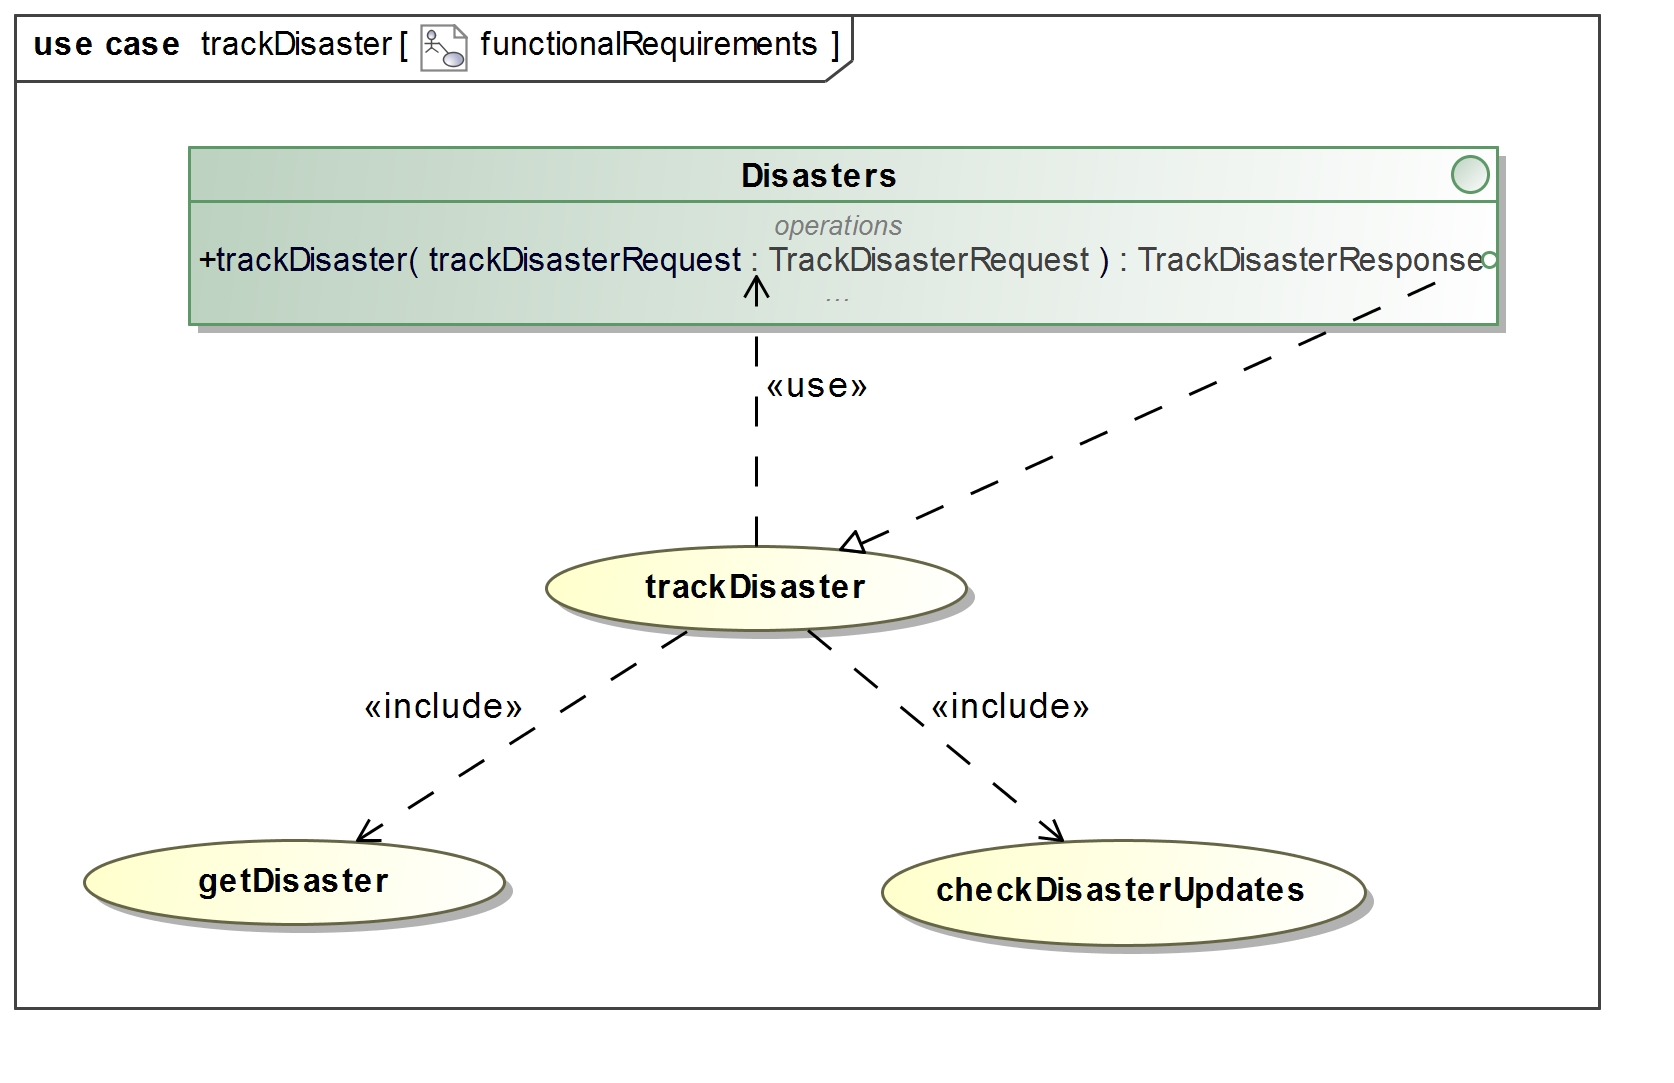 use case trackDisaster [ functionalRequirements ]
Disasters
operations
+trackDisaster( trackDisasterRequest : TrackDisasterRequest ) : TrackDisasterResponse
...
«use»
trackDisaster
«include» «include»
getDisaster
checkDisasterUpdates